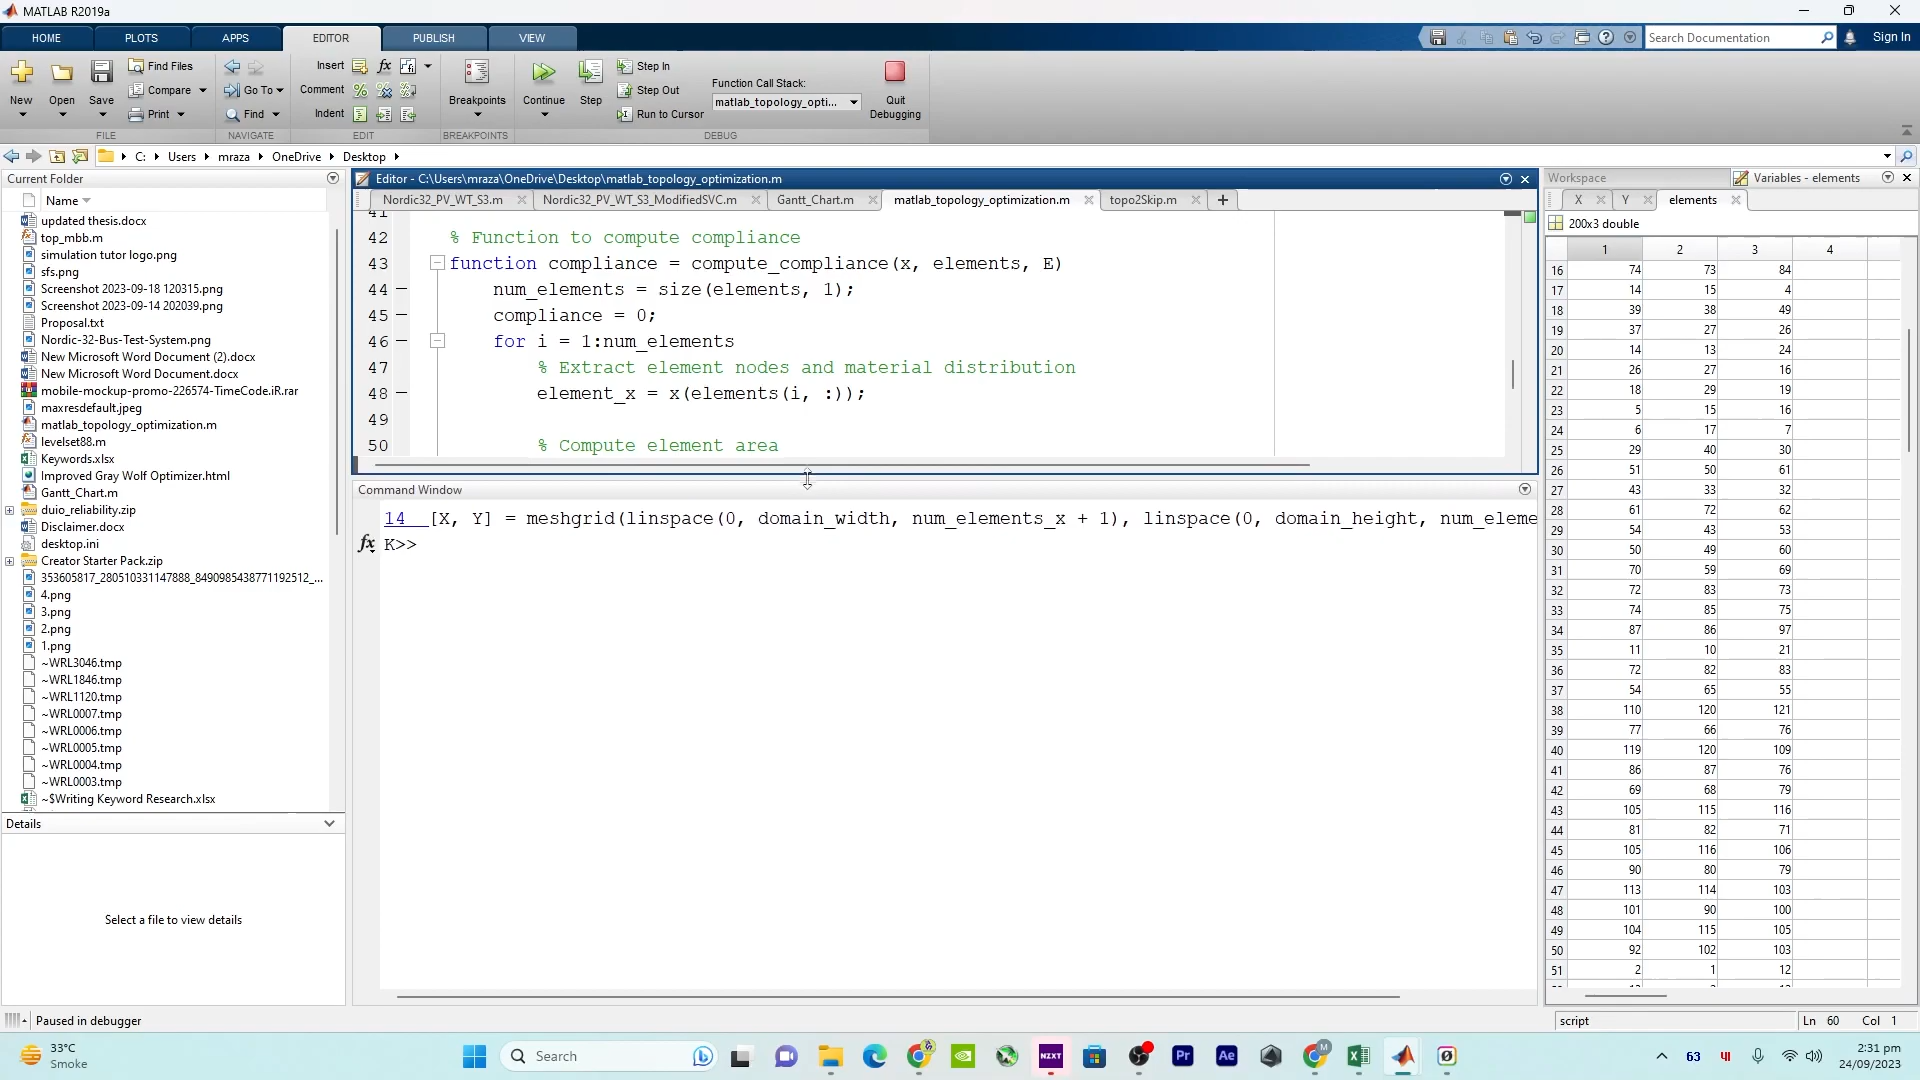 MATLAB R2019a
HOME PLOTS APPS EDITOR PUBLISH VIEW
Search Documentation
Sign In
New Open Save
Find Files
Compare
Print
Go To
Find
Insert
Comment
Indent
Breakpoints
Continue Step
Step In
Step Out
Run to Cursor
Function Call Stack:
matlab_topology_opti...
Quit Debugging
FILE NAVIGATE EDIT BREAKPOINTS DEBUG
C: Users mraza OneDrive Desktop
Current Folder
Name
updated thesis.docx
top_mbb.m
simulation tutor logo.png
sfs.png
Screenshot 2023-09-18 120315.png
Screenshot 2023-09-14 202039.png
Proposal.txt
Nordic-32-Bus-Test-System.png
New Microsoft Word Document (2).docx
New Microsoft Word Document.docx
mobile-mockup-promo-226574-TimeCode.iR.rar
maxresdefault.jpeg
matlab_topology_optimization.m
levelset88.m
Keywords.xlsx
Improved Gray Wolf Optimizer.html
Gantt_Chart.m
duio_reliability.zip
Disclaimer.docx
desktop.ini
Creator Starter Pack.zip
353605817_280510331147888_8490985438771192512_...
4.png
3.png
2.png
1.png
~WRL3046.tmp
~WRL1846.tmp
~WRL1120.tmp
~WRL0007.tmp
~WRL0006.tmp
~WRL0005.tmp
~WRL0004.tmp
~WRL0003.tmp
~$Writing Keyword Research.xlsx
Details
Select a file to view details
Editor - C:\Users\mraza\OneDrive\Desktop\matlab_topology_optimization.m
Nordic32_PV_WT_S3.m Nordic32_PV_WT_S3_ModifiedSVC.m Gantt_Chart.m matlab_topology_optimization.m topo2Skip.m
41
42 % Function to compute compliance
43 function compliance = compute_compliance(x, elements, E)
44 num_elements = size(elements, 1);
45 compliance = 0;
46 for i = 1:num_elements
47 % Extract element nodes and material distribution
48 element_x = x(elements(i, :));
49
50 % Compute element area
Command Window
14 [X, Y] = meshgrid(linspace(0, domain_width, num_elements_x + 1), linspace(0, domain_height, num_eleme
fx K>>
Workspace Variables - elements
X Y elements
200x3 double
1 2 3 4
16 74 73 84
17 14 15 4
18 39 38 49
19 37 27 26
20 14 13 24
21 26 27 16
22 18 29 19
23 5 15 16
24 6 17 7
25 29 40 30
26 51 50 61
27 43 33 32
28 61 72 62
29 54 43 53
30 50 49 60
31 70 59 69
32 72 83 73
33 74 85 75
34 87 86 97
35 11 10 21
36 72 82 83
37 54 65 55
38 110 120 121
39 77 66 76
40 119 120 109
41 86 87 76
42 69 68 79
43 105 115 116
44 81 82 71
45 105 116 106
46 90 80 79
47 113 114 103
48 101 90 100
49 104 115 105
50 92 102 103
51 2 1 12
Paused in debugger
script
Ln 60 Col 1
33°C
Smoke
Search
NZXT
Pr
Ae
63
2:31 pm
24/09/2023